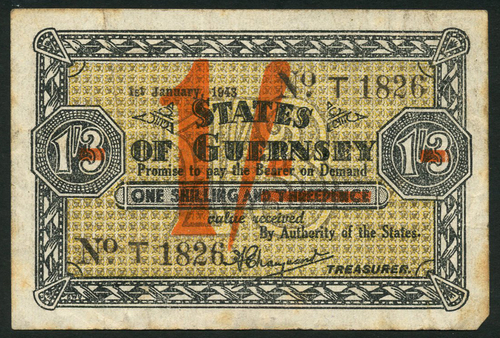 1st January, 1943
No T 1826
1/-
STATES
1/3 OF GUERNSEY 1/3
Promise to pay the Bearer on Demand
ONE SHILLING AND THREEPENCE
value received
By Authority of the States.
No T 1826
TREASURER.